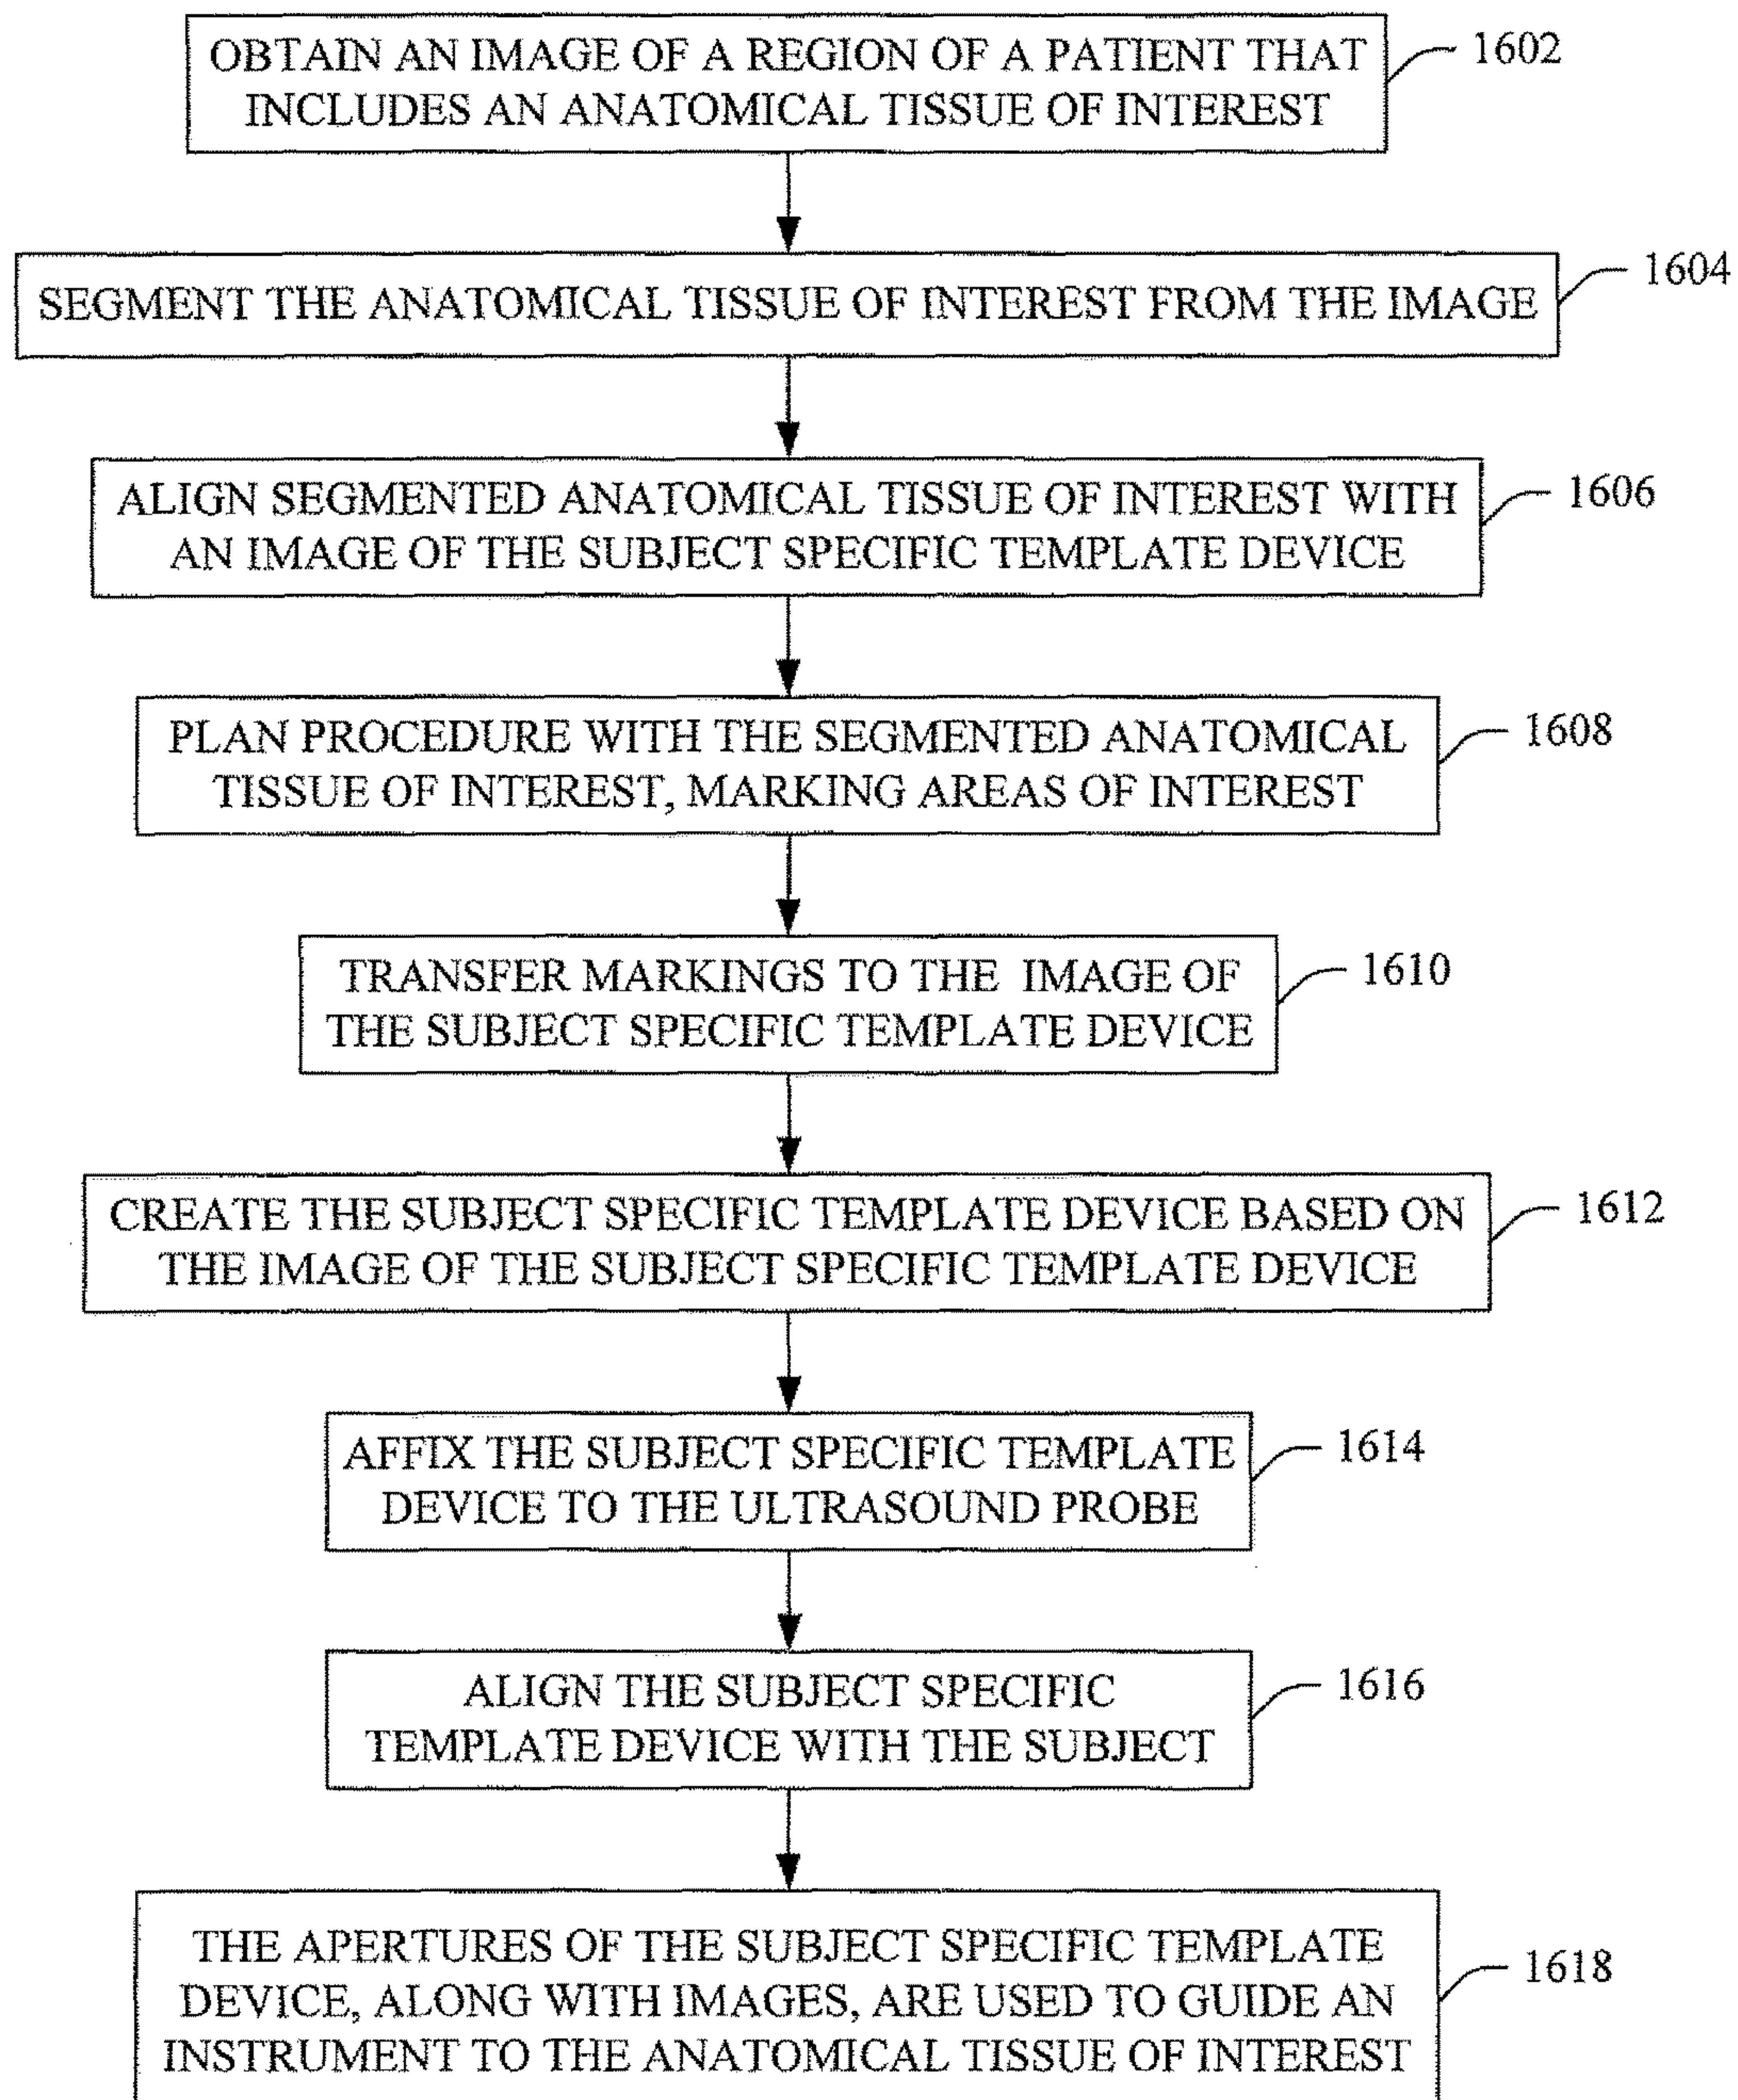 OBTAIN AN IMAGE OF A REGION OF A PATIENT THAT
INCLUDES AN ANATOMICAL TISSUE OF INTEREST
1602
SEGMENT THE ANATOMICAL TISSUE OF INTEREST FROM THE IMAGE
1604
ALIGN SEGMENTED ANATOMICAL TISSUE OF INTEREST WITH
AN IMAGE OF THE SUBJECT SPECIFIC TEMPLATE DEVICE
1606
PLAN PROCEDURE WITH THE SEGMENTED ANATOMICAL
TISSUE OF INTEREST, MARKING AREAS OF INTEREST
1608
TRANSFER MARKINGS TO THE IMAGE OF
THE SUBJECT SPECIFIC TEMPLATE DEVICE
1610
CREATE THE SUBJECT SPECIFIC TEMPLATE DEVICE BASED ON
THE IMAGE OF THE SUBJECT SPECIFIC TEMPLATE DEVICE
1612
AFFIX THE SUBJECT SPECIFIC TEMPLATE
DEVICE TO THE ULTRASOUND PROBE
1614
ALIGN THE SUBJECT SPECIFIC
TEMPLATE DEVICE WITH THE SUBJECT
1616
THE APERTURES OF THE SUBJECT SPECIFIC TEMPLATE
DEVICE, ALONG WITH IMAGES, ARE USED TO GUIDE AN
INSTRUMENT TO THE ANATOMICAL TISSUE OF INTEREST
1618